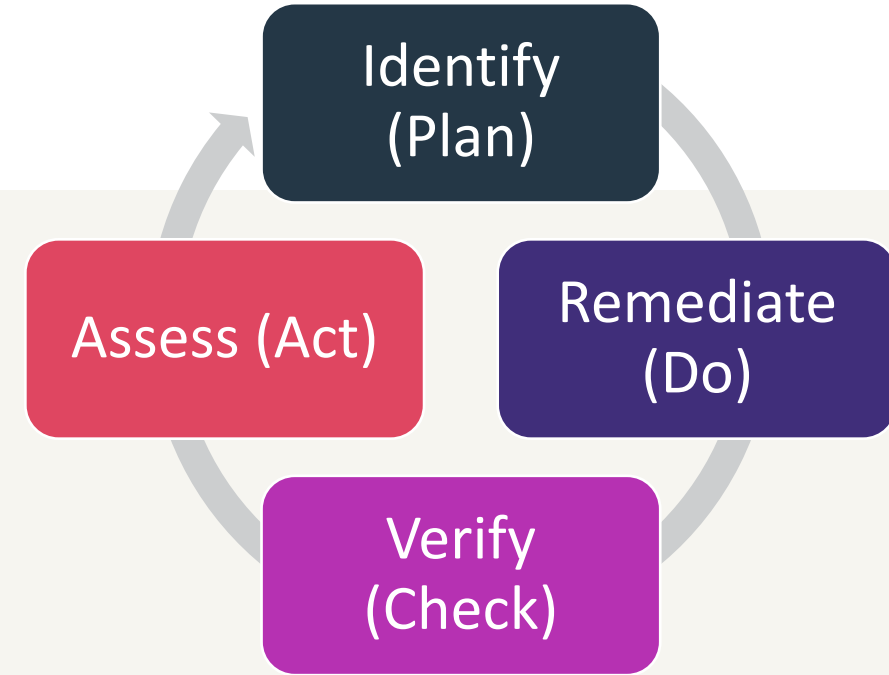 Identify
(Plan)
Remediate
(Do)
Verify
(Check)
Assess (Act)